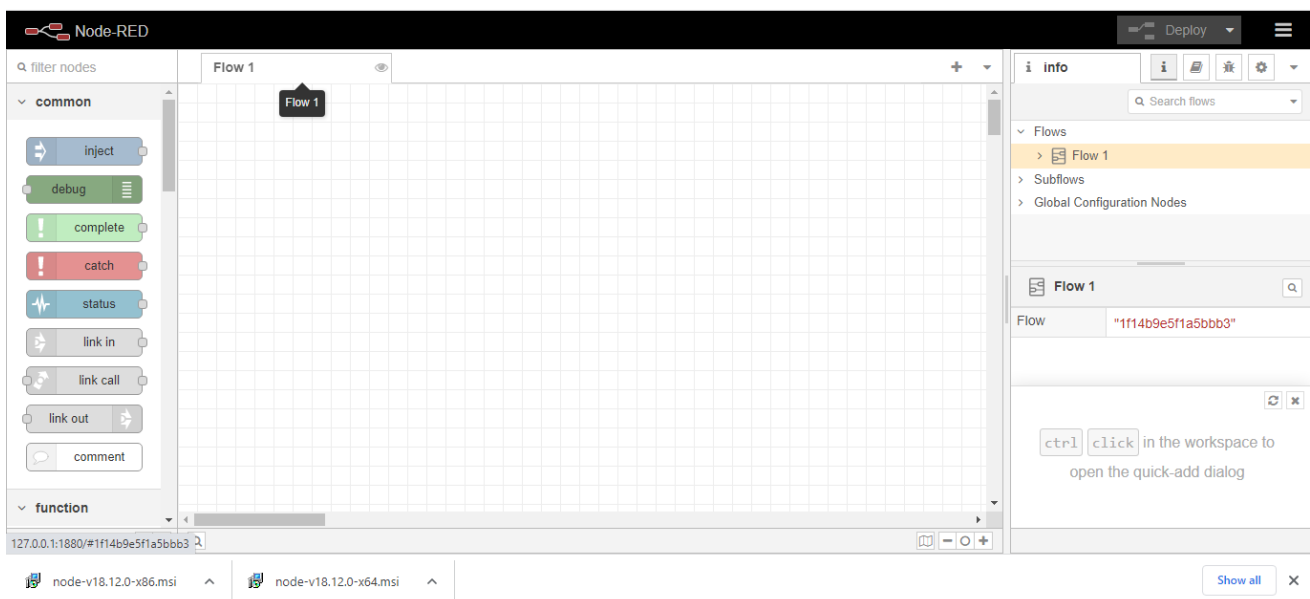 Node-RED
Deploy
filter nodes
Flow 1
i info
i
Flow 1
Search flows
common
inject
debug
complete
catch
status
link in
link call
link out
comment
function
Flows
Flow 1
Subflows
Global Configuration Nodes
Flow 1
Flow "1f14b9e5f1a5bbb3"
ctrl click in the workspace to
open the quick-add dialog
127.0.0.1:1880/#1f14b9e5f1a5bbb3
node-v18.12.0-x86.msi
node-v18.12.0-x64.msi
Show all